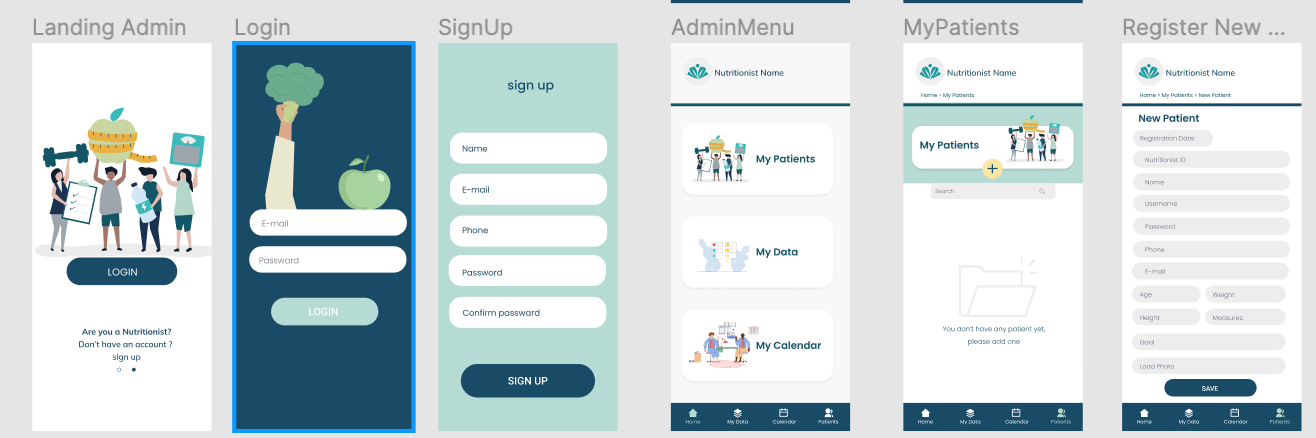 Landing Admin
LOGIN
Are you a Nutritionist?
Don't have an account ?
sign up
Login
E-mail
Password
LOGIN
SignUp
sign up
Name
E-mail
Phone
Password
Confirm password
SIGN UP
AdminMenu
Nutritionist Name
My Patients
My Data
My Calendar
Home
My Data
Calendar
Patients
MyPatients
Nutritionist Name
Home > My Patients
My Patients
+
Search
You don't have any patient yet,
please add one
Home
My Data
Calendar
Patients
Register New ...
Nutritionist Name
Home > My Patients > New Patient
New Patient
Registration Date:
Nutritionist ID
Name
Username
Password
Phone
E-mail
Age
Weight
Height
Measures:
Goal
Load Photo
SAVE
Home
My Data
Calendar
Patients